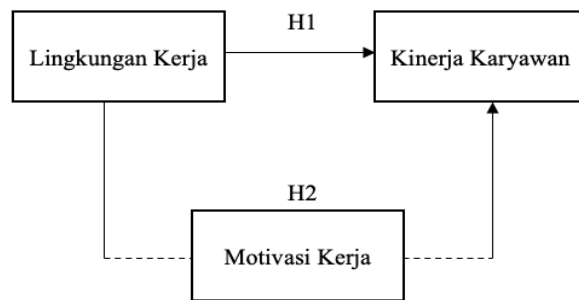 H1
Lingkungan Kerja
Kinerja Karyawan
H2
Motivasi Kerja